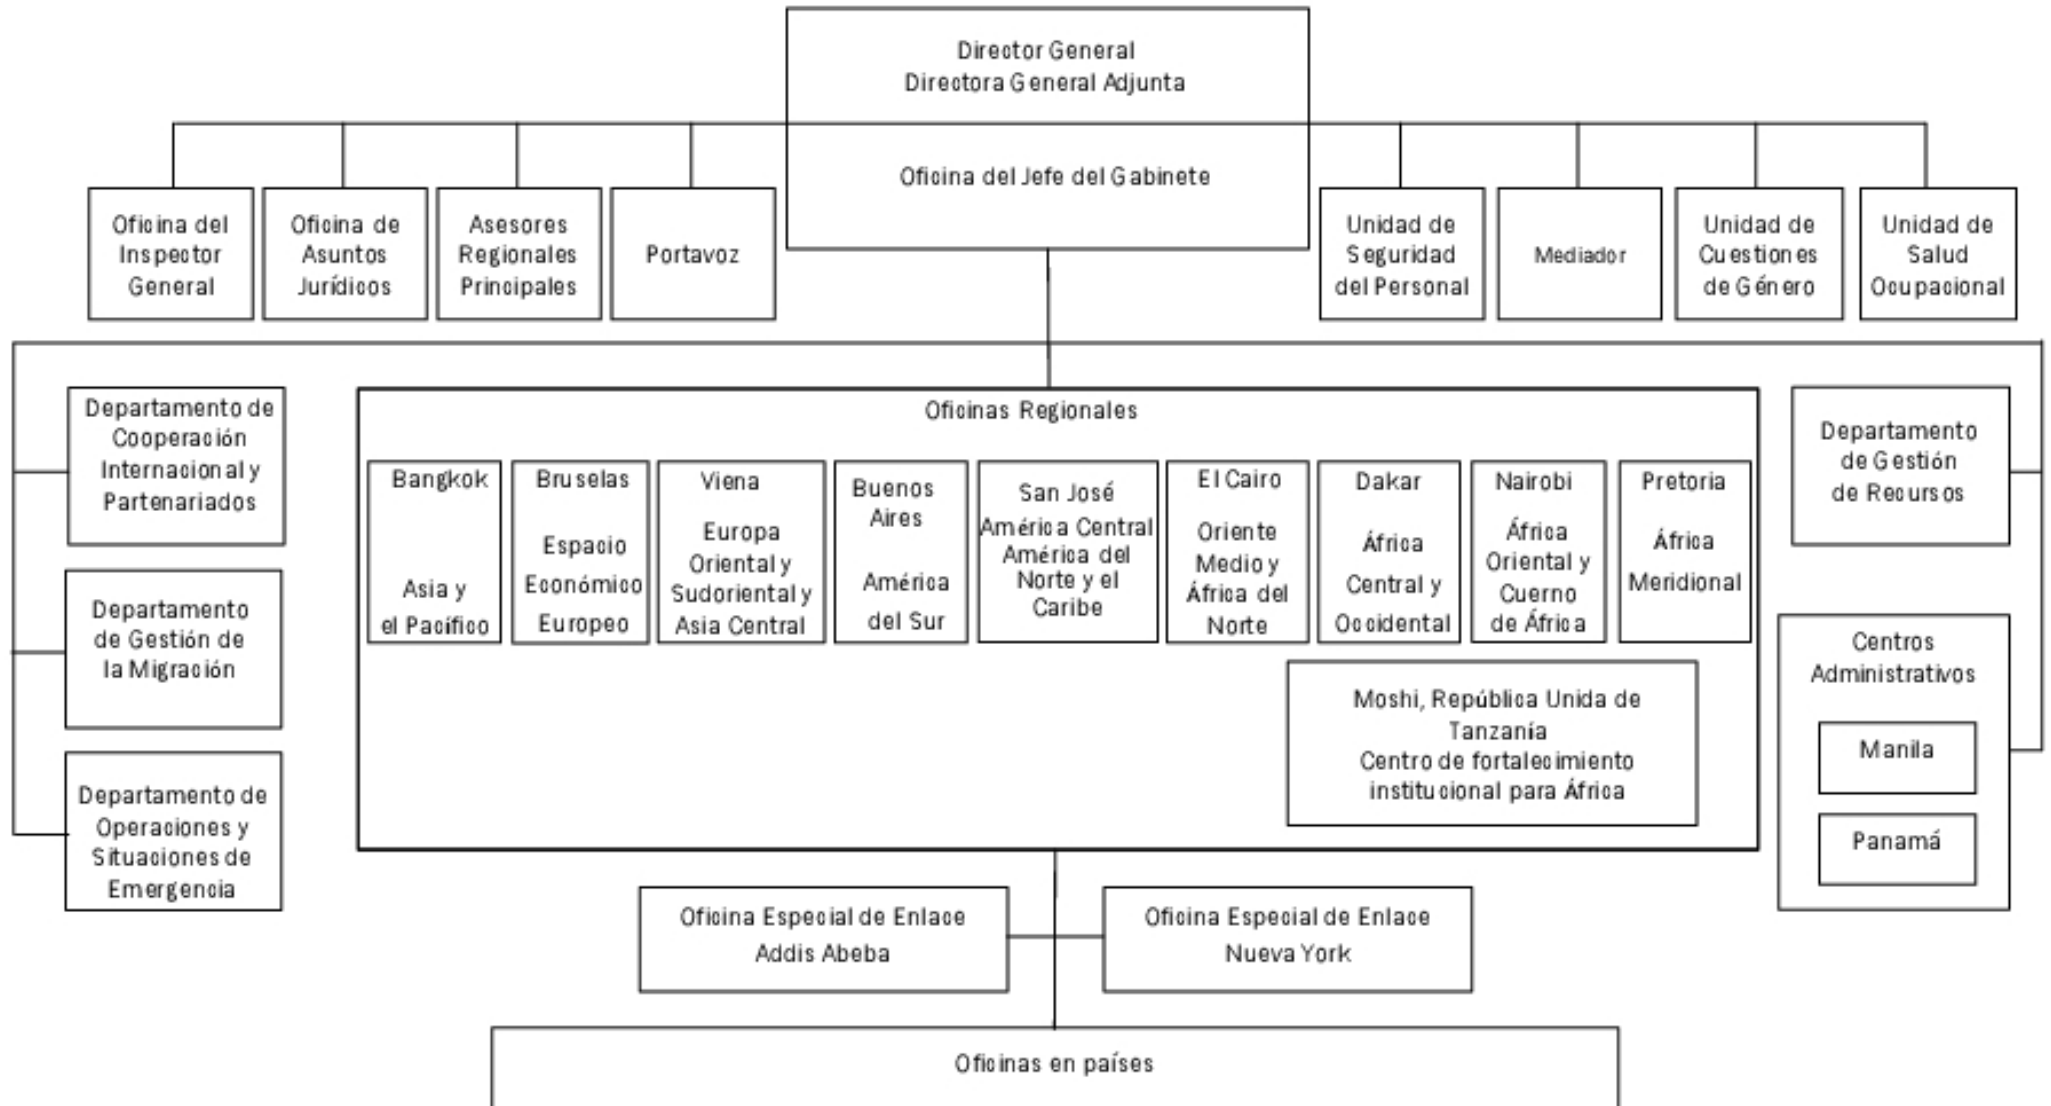 Director General
Directora General Adjunta
Oficina del Jefe del Gabinete
Oficina del
Inspector
General
Oficina de
Asuntos
Jurídicos
Asesores
Regionales
Principales
Portavoz
Unidad de
Seguridad
del Personal
Mediador
Unidad de
Cuestiones
de Género
Unidad de
Salud
Ocupacional
Departamento de
Cooperación
Internacional y
Partenariados
Departamento
de Gestión de
la Migración
Departamento de
Operaciones y
Situaciones de
Emergencia
Oficinas Regionales
Bangkok
Asia y
el Pacífico
Bruselas
Espacio
Económico
Europeo
Viena
Europa
Oriental y
Sudoriental y
Asia Central
Buenos
Aires
América
del Sur
San José
América Central
América del
Norte y el
Caribe
El Cairo
Oriente
Medio y
África del
Norte
Dakar
África
Central y
Occidental
Nairobi
África
Oriental y
Cuerno
de África
Pretoria
África
Meridional
Moshi, República Unida de
Tanzanía
Centro de fortalecimiento
institucional para África
Departamento
de Gestión
de Recursos
Centros
Administrativos
Manila
Panamá
Oficina Especial de Enlace
Addis Abeba
Oficina Especial de Enlace
Nueva York
Oficinas en países